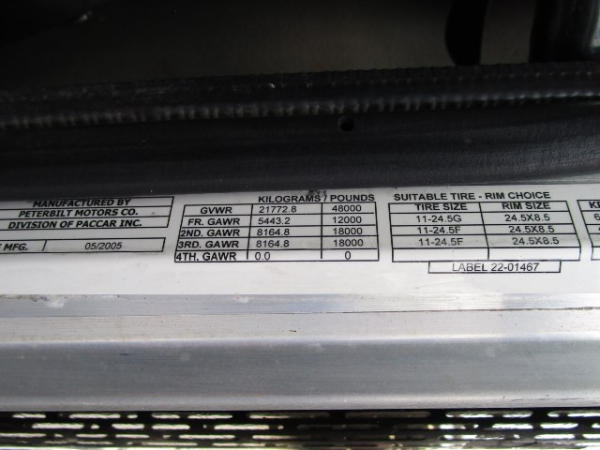 MANUFACTURED BY
PETERBILT MOTORS CO.
DIVISION OF PACCAR INC.
MFG. 05/2005
KILOGRAMS / POUNDS
GVWR 21772.8 48000
FR. GAWR 5443.2 12000
2ND. GAWR 8164.8 18000
3RD. GAWR 8164.8 18000
4TH. GAWR 0.0 0
SUITABLE TIRE - RIM CHOICE
TIRE SIZE RIM SIZE
11-24.5G 24.5X8.5
11-24.5F 24.5X8.5
11-24.5F 24.5X8.5
LABEL 22-01467